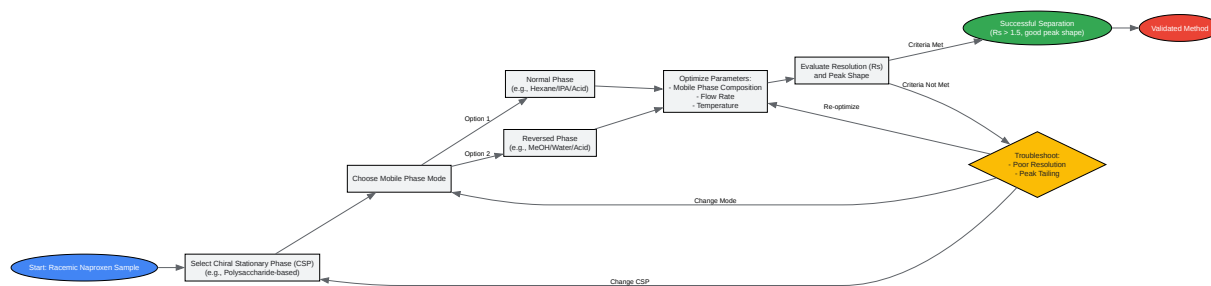 Start: Racemic Naproxen Sample
Select Chiral Stationary Phase (CSP)
(e.g., Polysaccharide-based)
Choose Mobile Phase Mode
Option 1
Normal Phase
(e.g., Hexane/IPA/Acid)
Option 2
Reversed Phase
(e.g., MeOH/Water/Acid)
Optimize Parameters:
- Mobile Phase Composition
- Flow Rate
- Temperature
Evaluate Resolution (Rs)
and Peak Shape
Criteria Met
Successful Separation
(Rs > 1.5, good peak shape)
Validated Method
Criteria Not Met
Troubleshoot:
- Poor Resolution
- Peak Tailing
Re-optimize
Change Mode
Change CSP